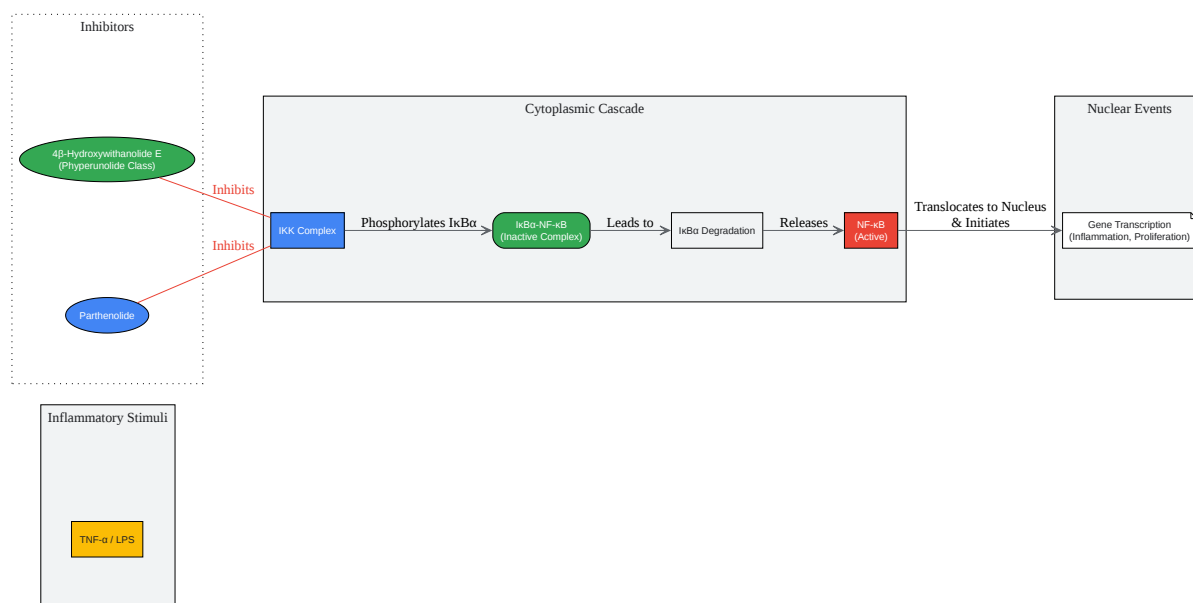 Inhibitors
4β-Hydroxywithanolide E
(Phyperunolide Class)
Inhibits
Inhibits
Parthenolide
Cytoplasmic Cascade
IKK Complex
Phosphorylates IκBα
IκBα-NF-κB
(Inactive Complex)
Leads to
IκBα Degradation
Releases
NF-κB
(Active)
Translocates to Nucleus
& Initiates
Nuclear Events
Gene Transcription
(Inflammation, Proliferation)
Inflammatory Stimuli
TNF-α / LPS